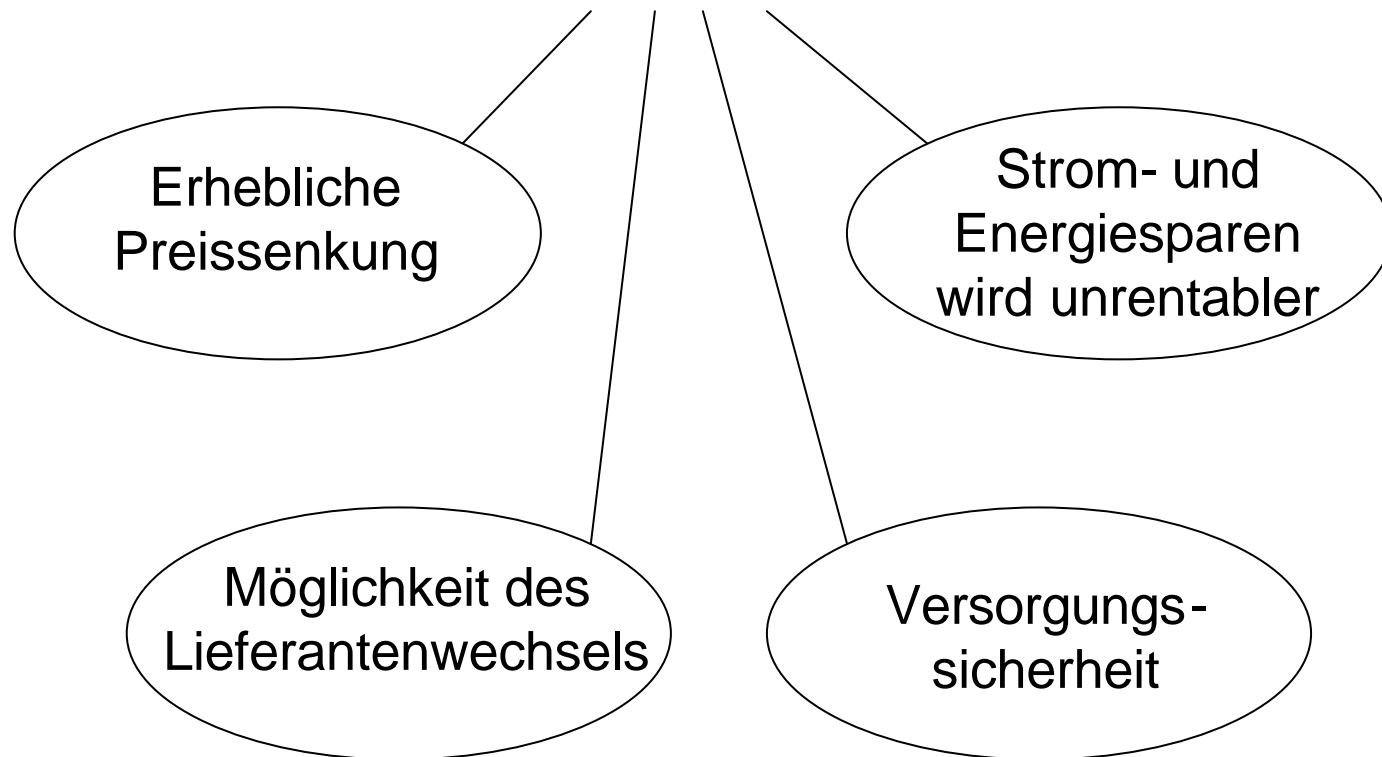 Erhebliche
Preissenkung
Strom- und
Energiesparen
wird unrentabler
Möglichkeit des
Lieferantenwechsels
Versorgungs-
sicherheit